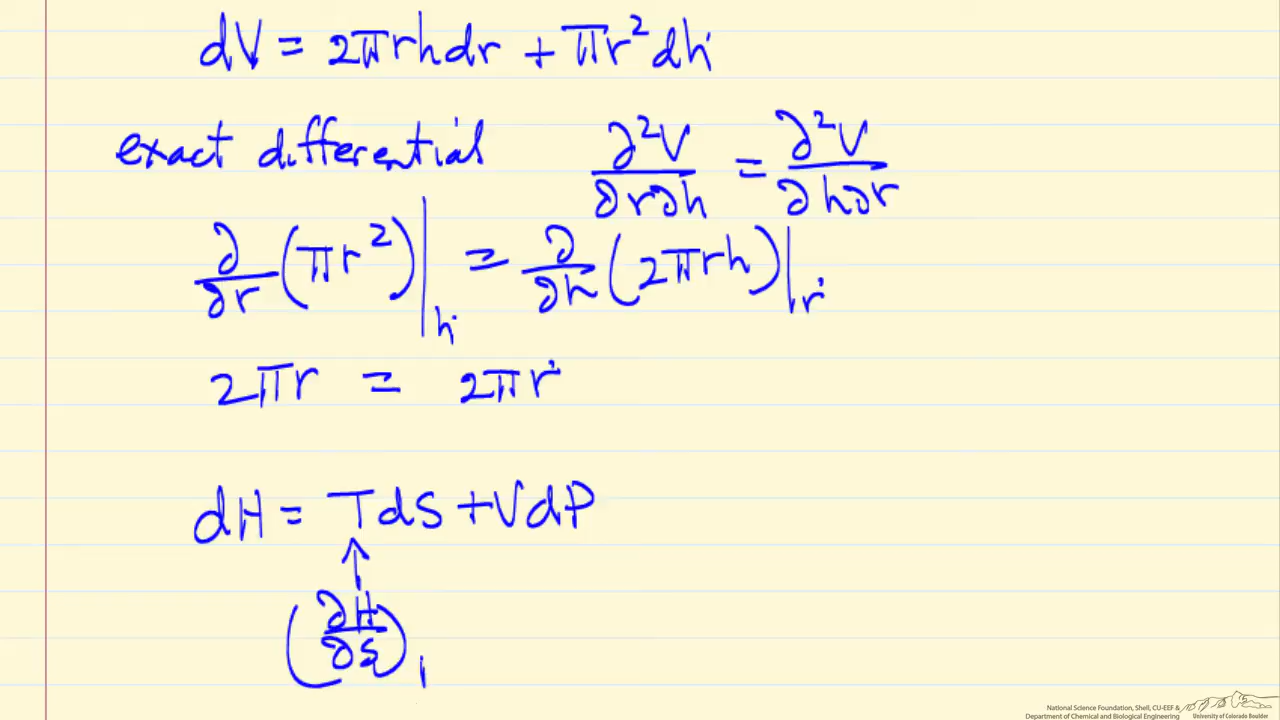 dV = 2πrhdr + πr²dh
exact differential ∂²V/∂r∂h = ∂²V/∂h∂r
∂/∂r (πr²)|h = ∂/∂h (2πrh)|r
2πr = 2πr
dH = TdS + VdP
↑
(∂H/∂S)
National Science Foundation, Shell, CU-EEF &
Department of Chemical and Biological Engineering
University of Colorado Boulder